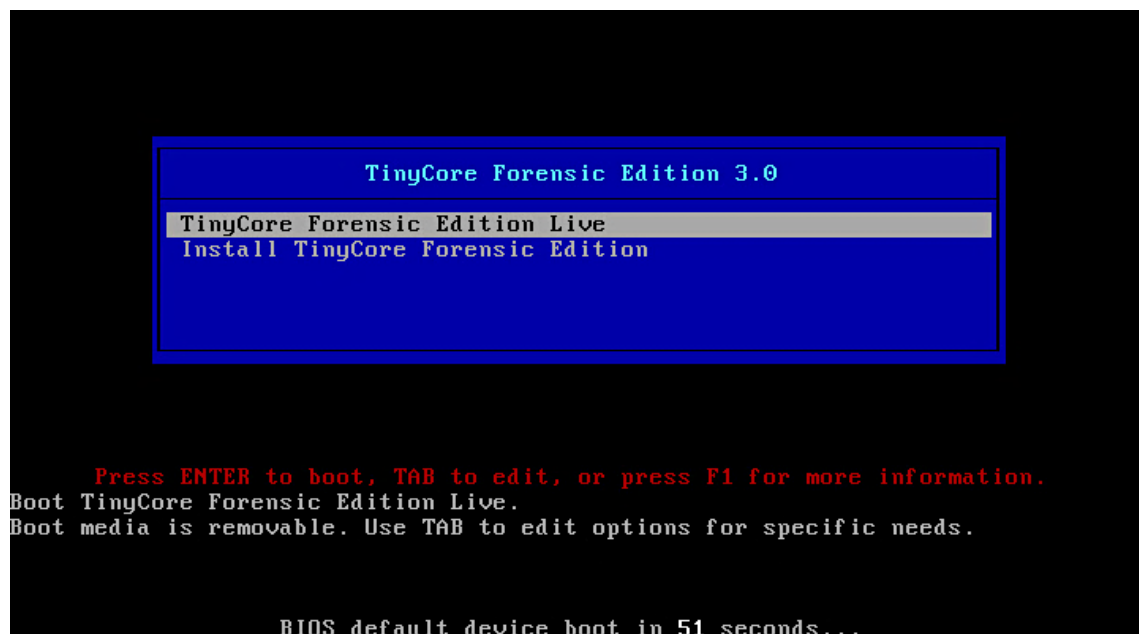 TinyCore Forensic Edition 3.0
TinyCore Forensic Edition Live
Install TinyCore Forensic Edition
Press ENTER to boot, TAB to edit, or press F1 for more information.
Boot TinyCore Forensic Edition Live.
Boot media is removable. Use TAB to edit options for specific needs.
BIOS default device boot in 51 seconds...